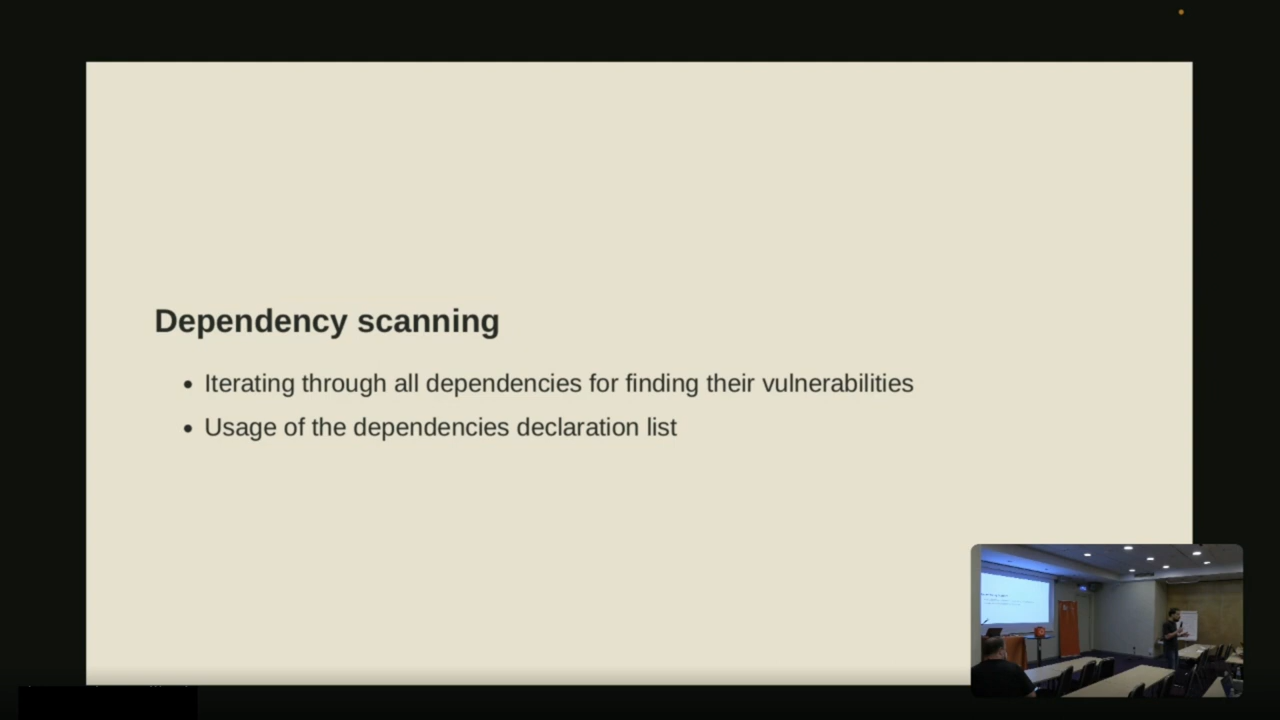 Dependency scanning
Iterating through all dependencies for finding their vulnerabilities
Usage of the dependencies declaration list